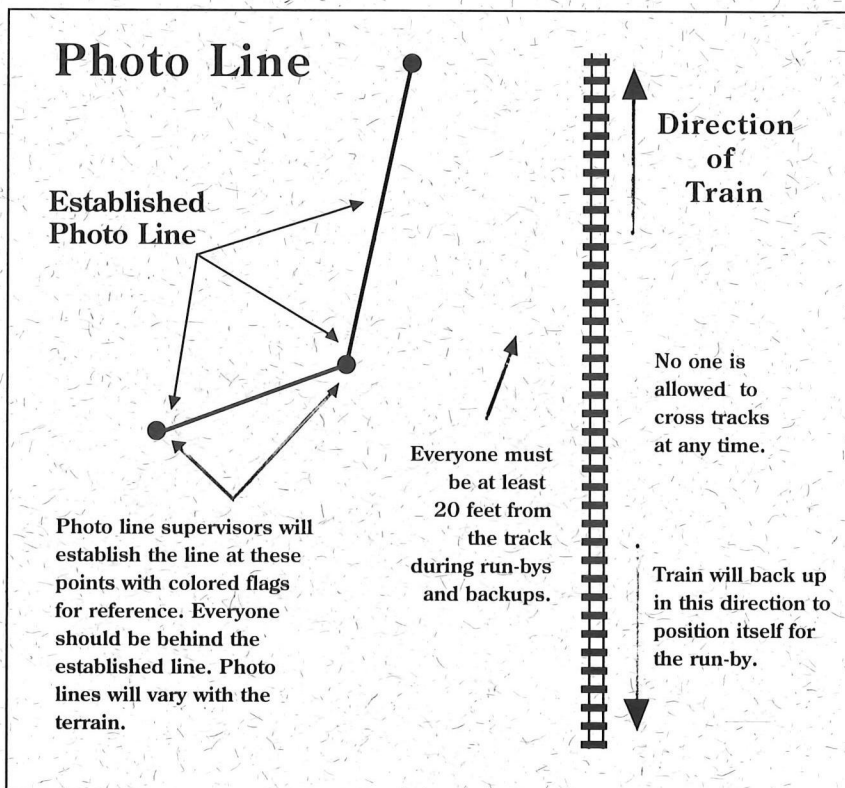 Photo Line
Direction
of
Train
Established
Photo Line
No one is
allowed to
cross tracks
at any time.
Everyone must
be at least
20 feet from
the track
during run-bys
and backups.
Photo line supervisors will
establish the line at these
points with colored flags
for reference. Everyone
should be behind the
established line. Photo
lines will vary with the
terrain.
Train will back up
in this direction to
position itself for
the run-by.